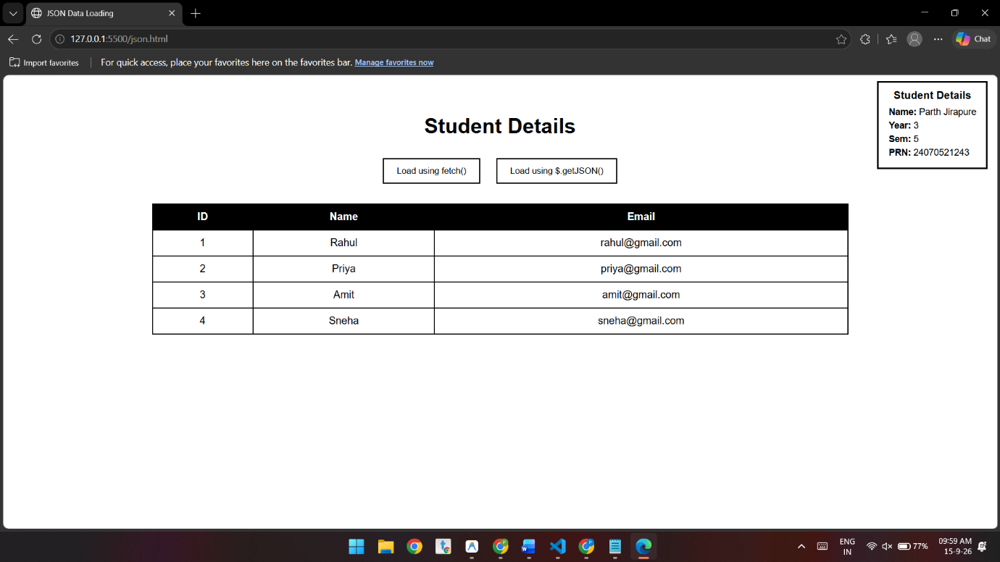 JSON Data Loading
127.0.0.1:5500/json.html
Chat
Import favorites
For quick access, place your favorites here on the favorites bar. Manage favorites now
Student Details
Name: Parth Jirapure
Year: 3
Sem: 5
PRN: 24070521243
Student Details
Load using fetch() Load using $.getJSON()
ID Name Email
1 Rahul rahul@gmail.com
2 Priya priya@gmail.com
3 Amit amit@gmail.com
4 Sneha sneha@gmail.com
ENG
IN
77%
09:59 AM
15-9-26